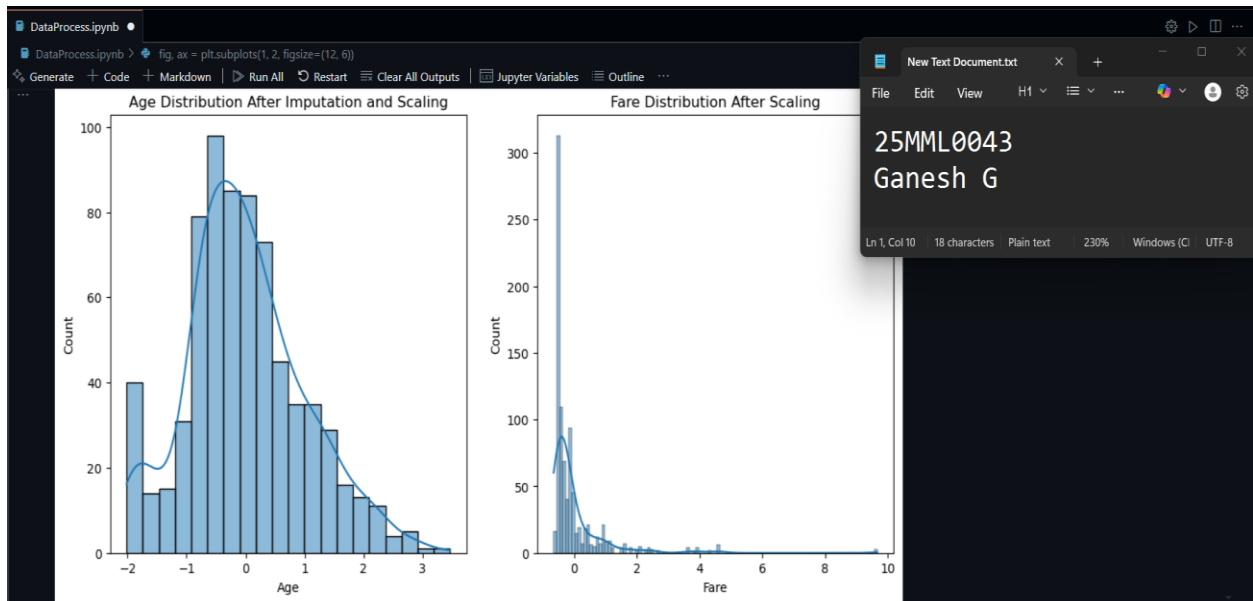 DataProcess.ipynb
DataProcess.ipynb > fig, ax = plt.subplots(1, 2, figsize=(12, 6))
Generate + Code + Markdown | Run All Restart Clear All Outputs | Jupyter Variables Outline ...
...
Age Distribution After Imputation and Scaling
100
80
60
40
20
0
Count
−2 −1 0 1 2 3
Age
Fare Distribution After Scaling
300
250
200
150
100
50
0
Count
0 2 4 6 8 10
Fare
New Text Document.txt
File Edit View H1
25MML0043
Ganesh G
Ln 1, Col 10 18 characters Plain text 230% Windows (Cl UTF-8